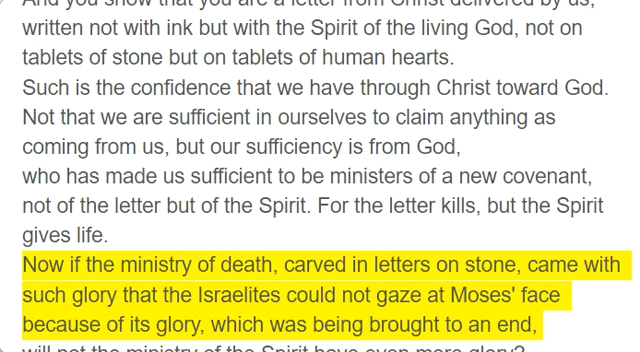 And you show that you are a letter from Christ delivered by us,
written not with ink but with the Spirit of the living God, not on
tablets of stone but on tablets of human hearts.
Such is the confidence that we have through Christ toward God.
Not that we are sufficient in ourselves to claim anything as
coming from us, but our sufficiency is from God,
who has made us sufficient to be ministers of a new covenant,
not of the letter but of the Spirit. For the letter kills, but the Spirit
gives life.
Now if the ministry of death, carved in letters on stone, came with
such glory that the Israelites could not gaze at Moses' face
because of its glory, which was being brought to an end,
will not the ministry of the Spirit have even more glory?